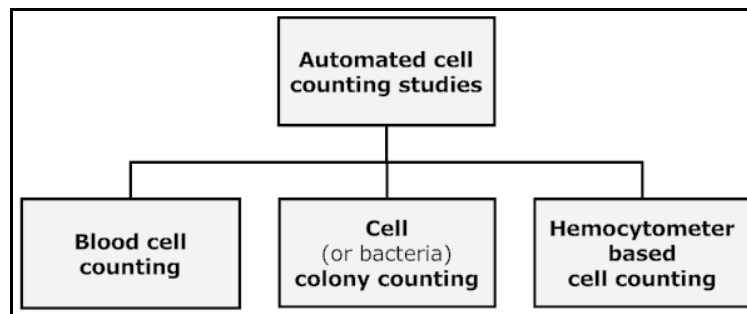 Automated cell
counting studies
Blood cell
counting
Cell
(or bacteria)
colony counting
Hemocytometer
based
cell counting